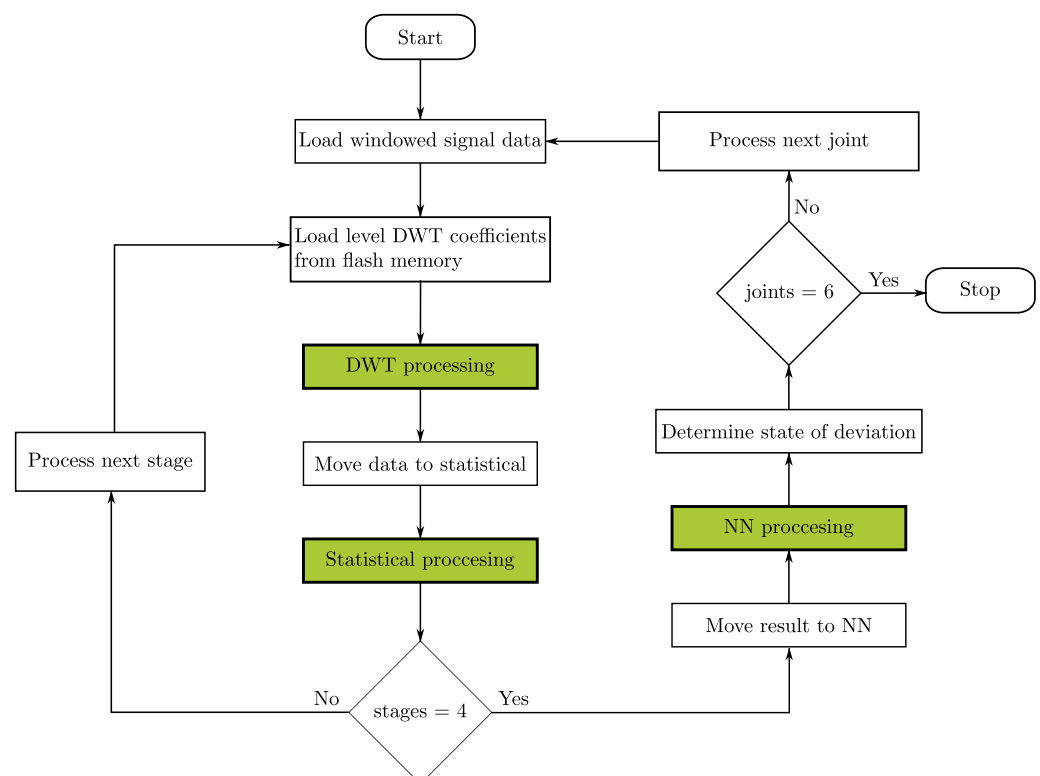 Start
Load windowed signal data
Load level DWT coefficients
from flash memory
DWT processing
Move data to statistical
Statistical proccesing
stages = 4
No
Yes
Process next stage
Move result to NN
NN proccesing
Determine state of deviation
joints = 6
No
Yes
Process next joint
Stop